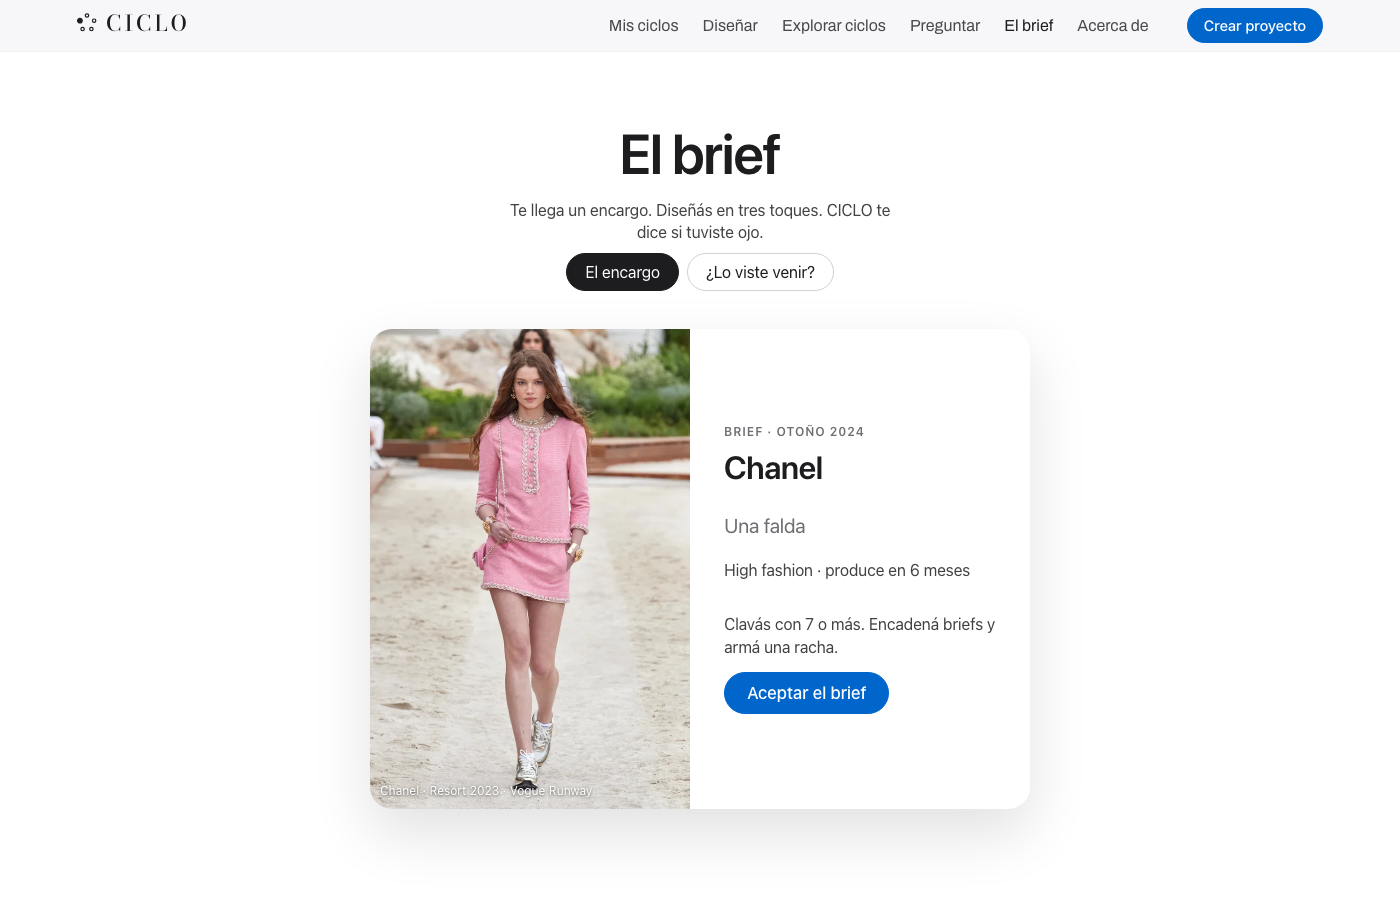 CICLO
Mis ciclos
Diseñar
Explorar ciclos
Preguntar
El brief
Acerca de
Crear proyecto
El brief
Te llega un encargo. Diseñás en tres toques. CICLO te
dice si tuviste ojo.
El encargo
¿Lo viste venir?
Chanel · Resort 2023 · Vogue Runway
BRIEF · OTOÑO 2024
Chanel
Una falda
High fashion · produce en 6 meses
Clavás con 7 o más. Encadená briefs y
armá una racha.
Aceptar el brief